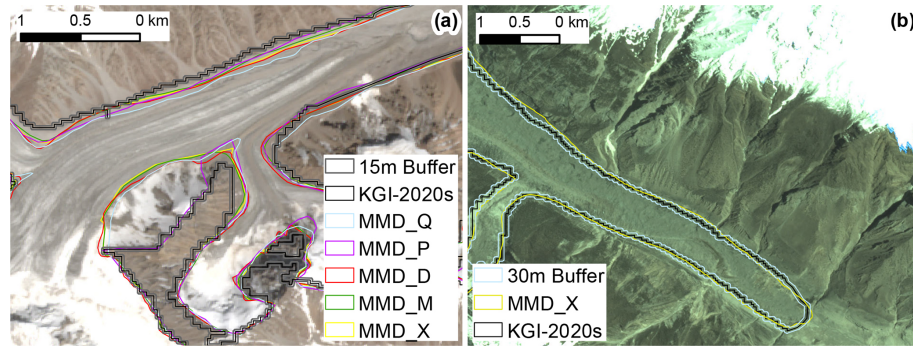 1 0.5 0 km
(a)
15m Buffer
KGI-2020s
MMD_Q
MMD_P
MMD_D
MMD_M
MMD_X
1 0.5 0 km
(b)
30m Buffer
MMD_X
KGI-2020s